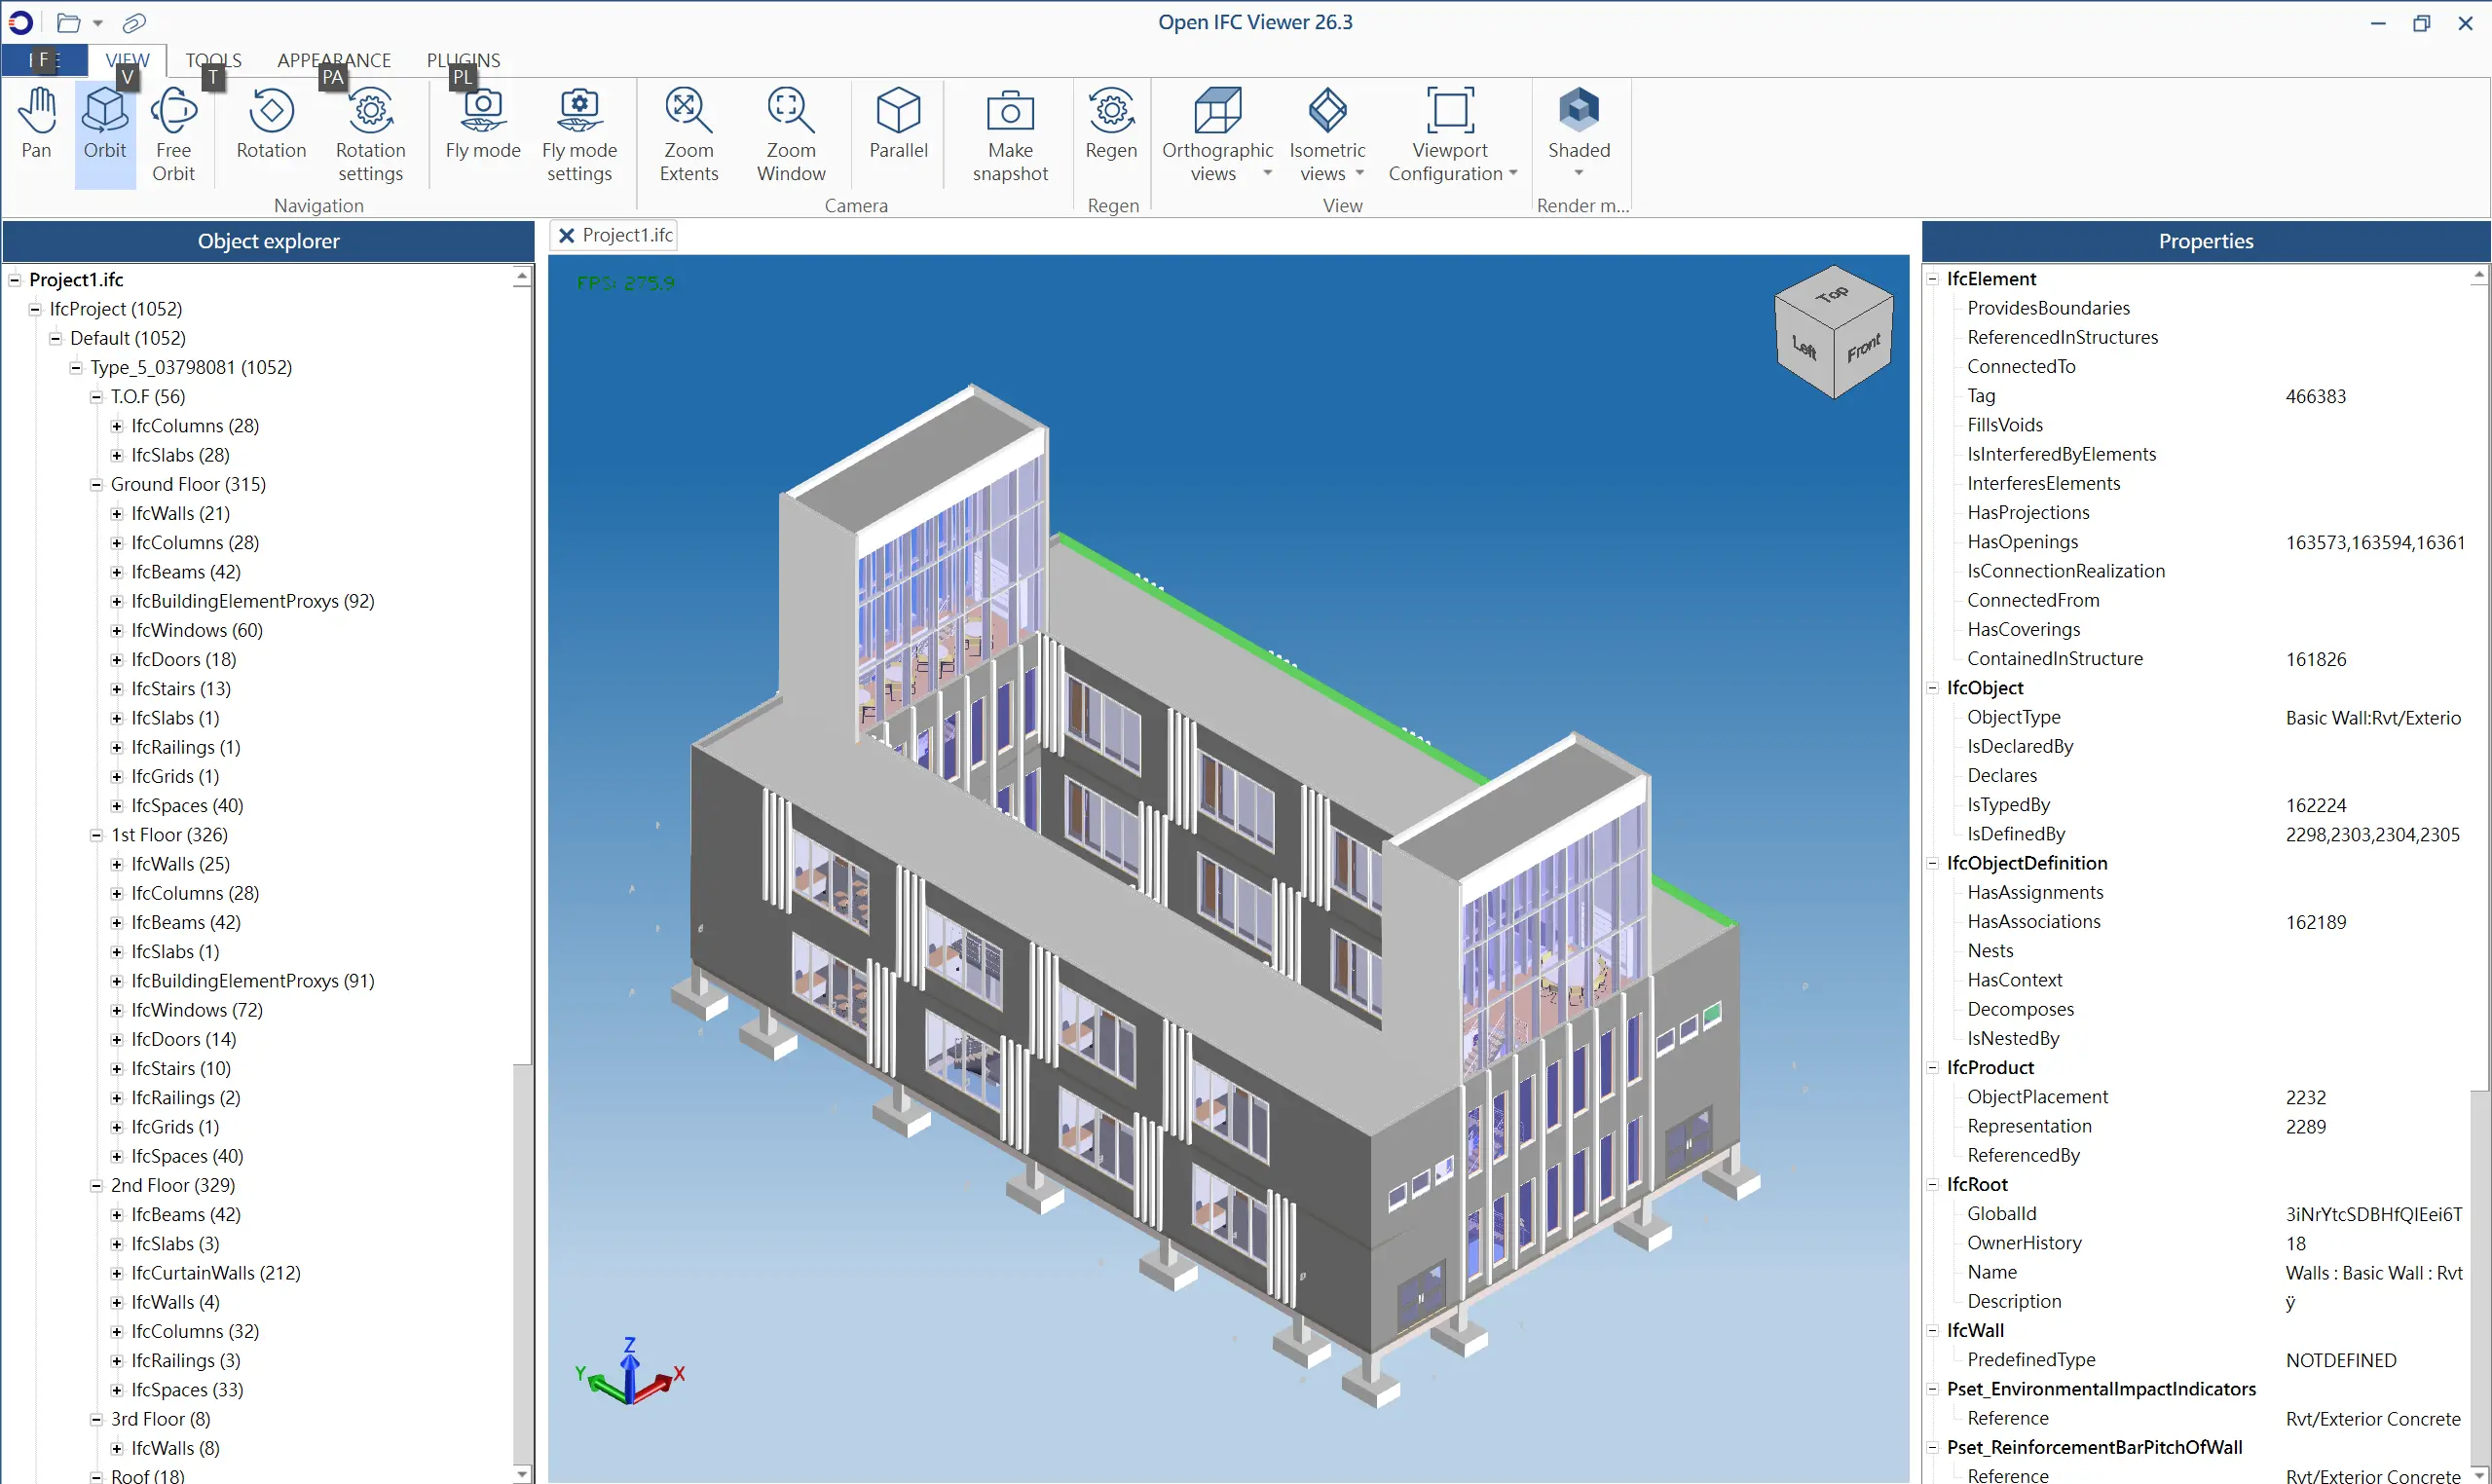 Open IFC Viewer 26.3
F
VIEW
TOOLS
APPEARANCE
PLUGINS
V
T
PA
PL
Pan
Orbit
Free
Orbit
Rotation
Rotation
settings
Fly mode
Fly mode
settings
Zoom
Extents
Zoom
Window
Parallel
Make
snapshot
Regen
Orthographic
views
Isometric
views
Viewport
Configuration
Shaded
Navigation
Camera
Regen
View
Render m...
Object explorer
Project1.ifc
IfcProject (1052)
Default (1052)
Type_5_03798081 (1052)
T.O.F (56)
IfcColumns (28)
IfcSlabs (28)
Ground Floor (315)
IfcWalls (21)
IfcColumns (28)
IfcBeams (42)
IfcBuildingElementProxys (92)
IfcWindows (60)
IfcDoors (18)
IfcStairs (13)
IfcSlabs (1)
IfcRailings (1)
IfcGrids (1)
IfcSpaces (40)
1st Floor (326)
IfcWalls (25)
IfcColumns (28)
IfcBeams (42)
IfcSlabs (1)
IfcBuildingElementProxys (91)
IfcWindows (72)
IfcDoors (14)
IfcStairs (10)
IfcRailings (2)
IfcGrids (1)
IfcSpaces (40)
2nd Floor (329)
IfcBeams (42)
IfcSlabs (3)
IfcCurtainWalls (212)
IfcWalls (4)
IfcColumns (32)
IfcRailings (3)
IfcSpaces (33)
3rd Floor (8)
IfcWalls (8)
Roof (18)
Project1.ifc
FPS: 275.9
Top
Left
Front
Z
Y
X
Properties
IfcElement
ProvidesBoundaries
ReferencedInStructures
ConnectedTo
Tag 466383
FillsVoids
IsInterferedByElements
InterferesElements
HasProjections
HasOpenings 163573,163594,16361
IsConnectionRealization
ConnectedFrom
HasCoverings
ContainedInStructure 161826
IfcObject
ObjectType Basic Wall:Rvt/Exterio
IsDeclaredBy
Declares
IsTypedBy 162224
IsDefinedBy 2298,2303,2304,2305
IfcObjectDefinition
HasAssignments
HasAssociations 162189
Nests
HasContext
Decomposes
IsNestedBy
IfcProduct
ObjectPlacement 2232
Representation 2289
ReferencedBy
IfcRoot
GlobalId 3iNrYtcSDBHfQIEei6T
OwnerHistory 18
Name Walls : Basic Wall : Rvt
Description ÿ
IfcWall
PredefinedType NOTDEFINED
Pset_EnvironmentalImpactIndicators
Reference Rvt/Exterior Concrete
Pset_ReinforcementBarPitchOfWall
Reference Rvt/Exterior Concrete